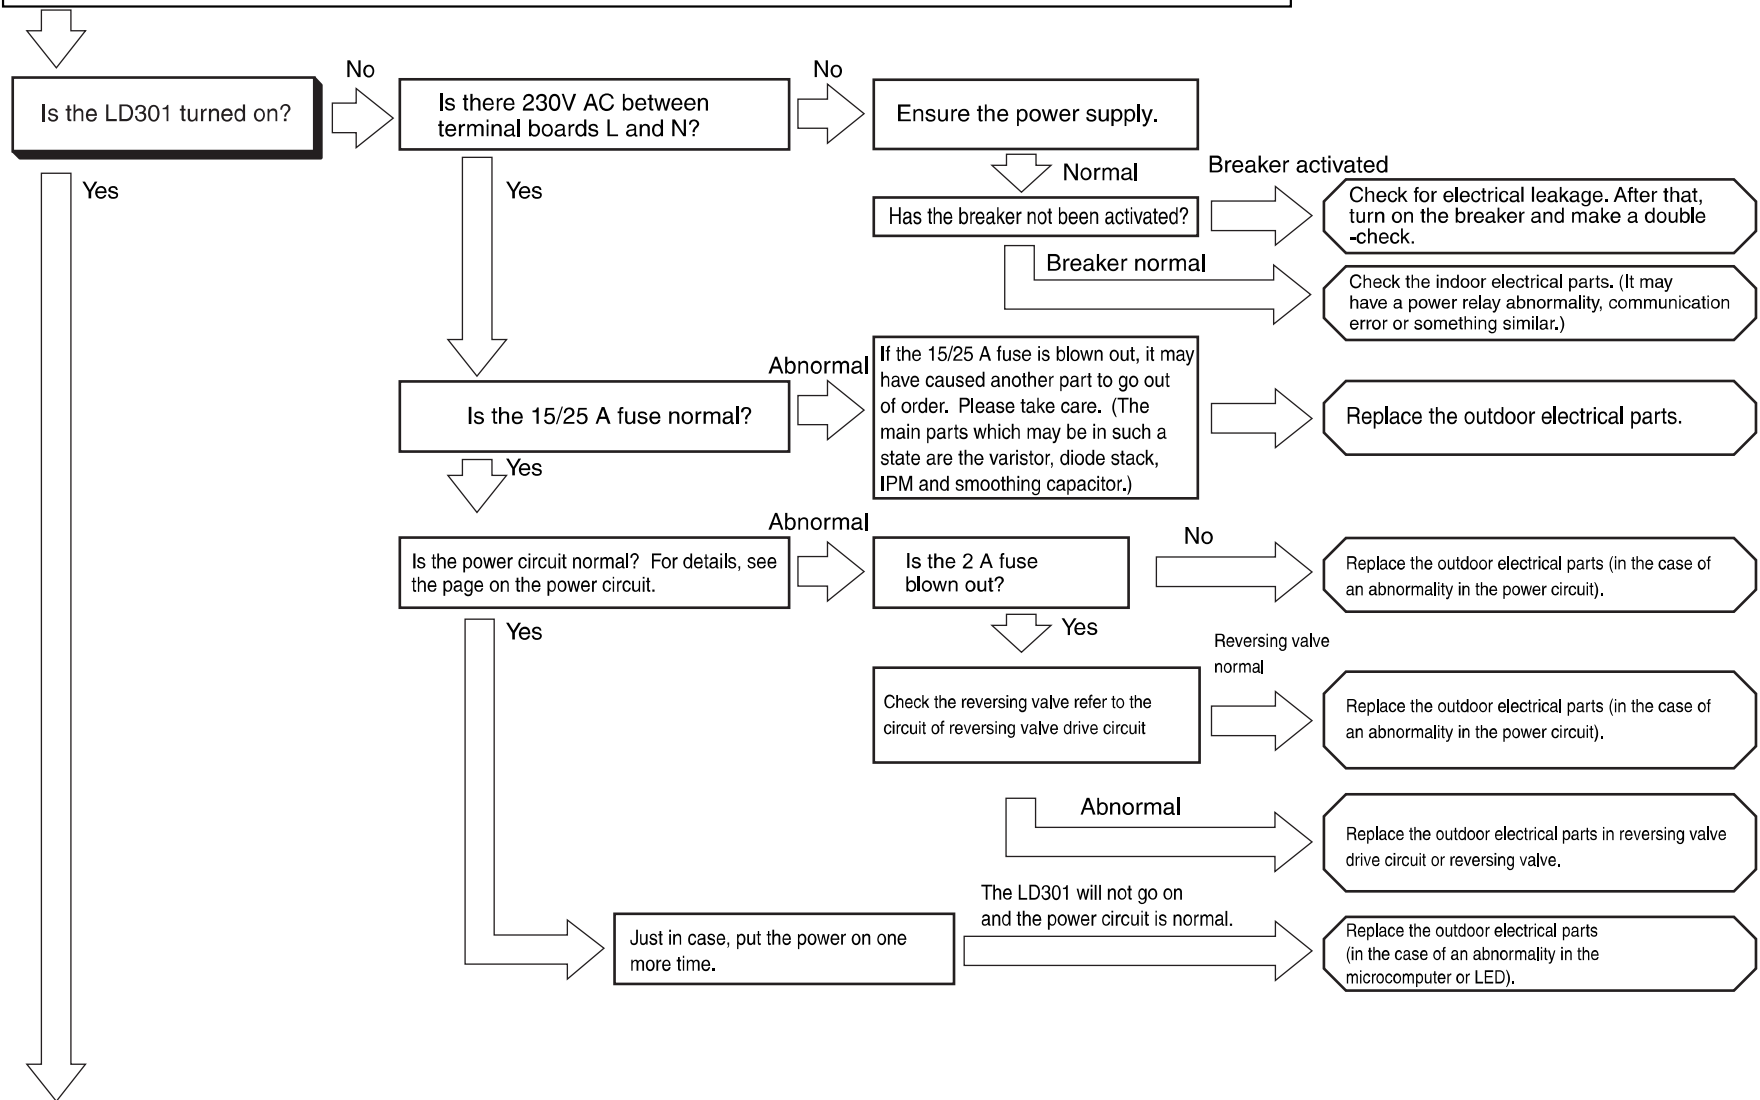 No
No
Is the LD301 turned on?
Is there 230V AC between
terminal boards L and N?
Ensure the power supply.
Yes
Yes
Normal
Breaker activated
Has the breaker not been activated?
Check for electrical leakage. After that,
turn on the breaker and make a double
-check.
Breaker normal
Check the indoor electrical parts. (It may
have a power relay abnormality, communication
error or something similar.)
Abnormal
Is the 15/25 A fuse normal?
If the 15/25 A fuse is blown out, it may
have caused another part to go out
of order. Please take care. (The
main parts which may be in such a
state are the varistor, diode stack,
IPM and smoothing capacitor.)
Replace the outdoor electrical parts.
Yes
Abnormal
Is the power circuit normal? For details, see
the page on the power circuit.
Is the 2 A fuse
blown out?
No
Replace the outdoor electrical parts (in the case of
an abnormality in the power circuit).
Yes
Yes
Reversing valve
normal
Check the reversing valve refer to the
circuit of reversing valve drive circuit
Replace the outdoor electrical parts (in the case of
an abnormality in the power circuit).
Abnormal
Replace the outdoor electrical parts in reversing valve
drive circuit or reversing valve.
The LD301 will not go on
and the power circuit is normal.
Just in case, put the power on one
more time.
Replace the outdoor electrical parts
(in the case of an abnormality in the
microcomputer or LED).